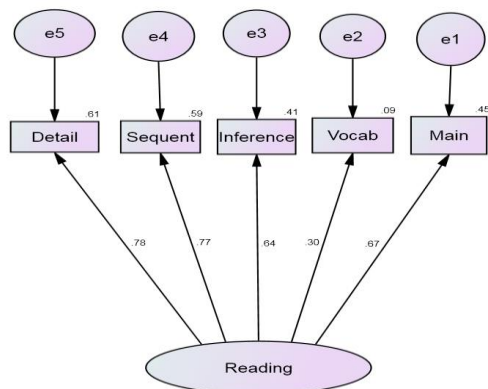 e5 e4 e3 e2 e1
.61 .59 .41 .09 .45
Detail Sequent Inference Vocab Main
.78 .77 .64 .30 .67
Reading